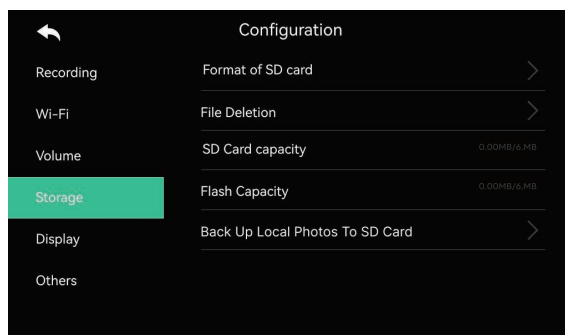 Configuration
Recording
Format of SD card
Wi-Fi
File Deletion
Volume
SD Card capacity
0.00MB/6.MB
Storage
Flash Capacity
0.00MB/6.MB
Display
Back Up Local Photos To SD Card
Others